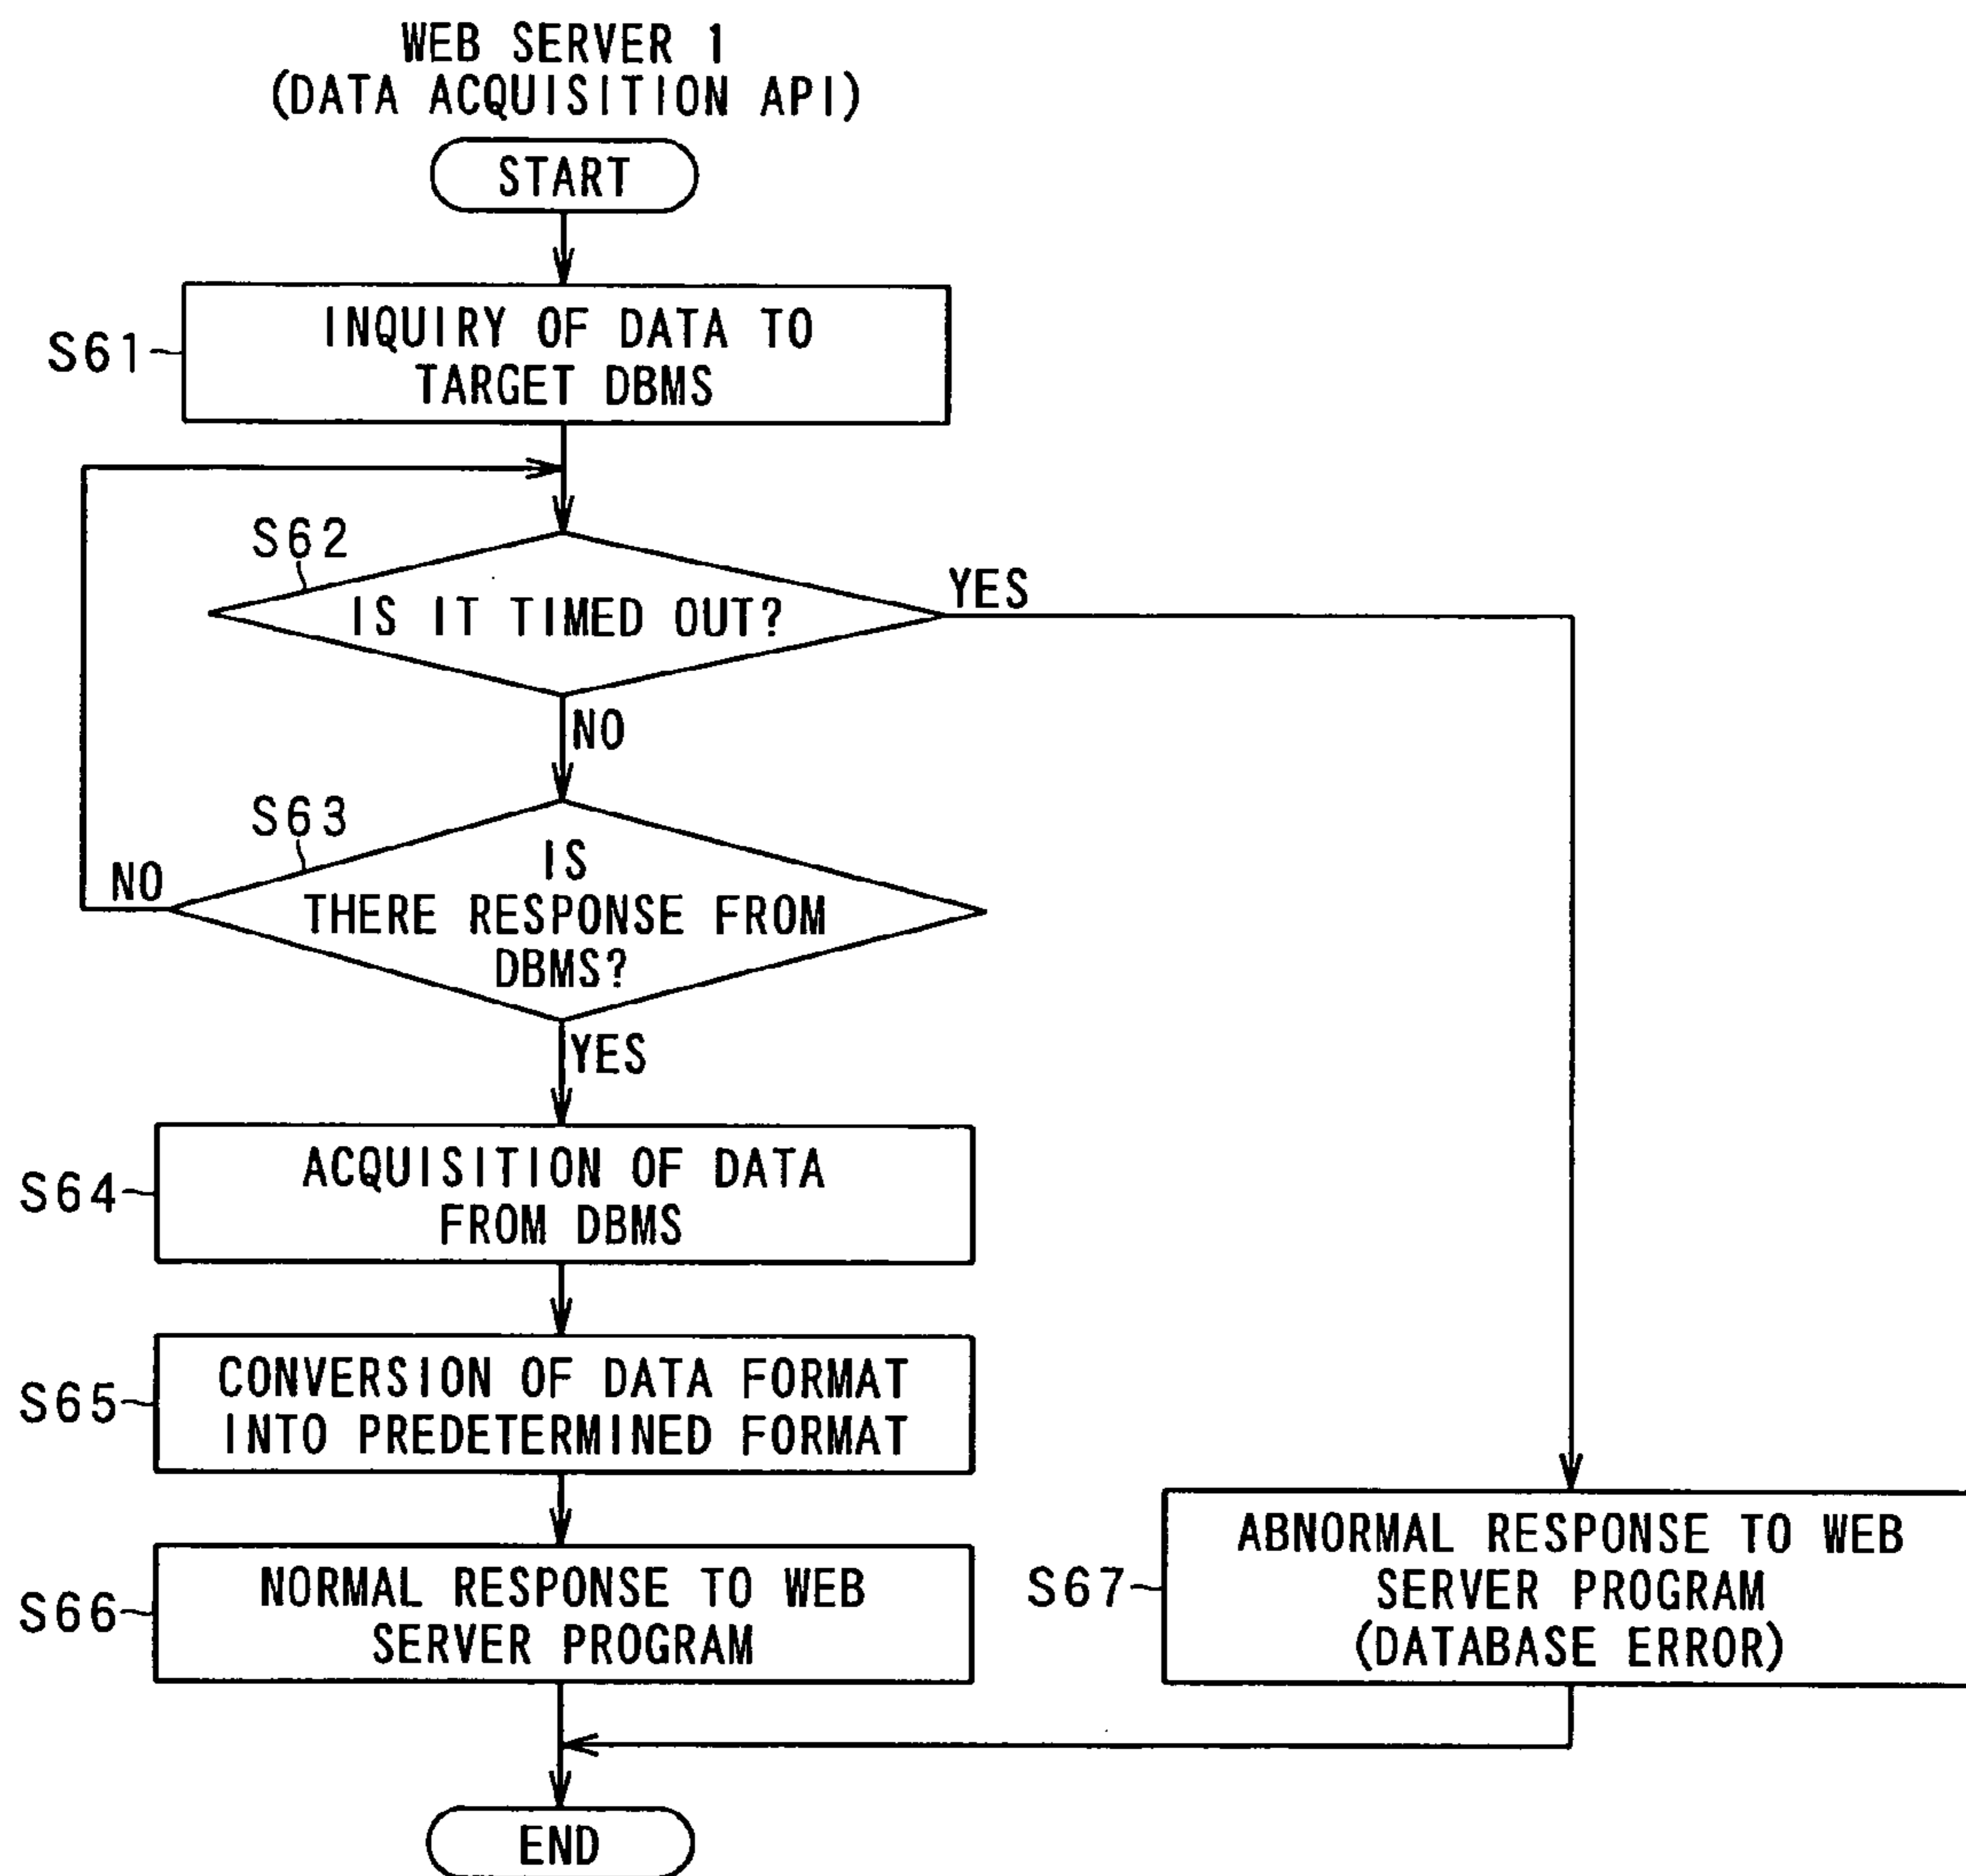 WEB SERVER 1
(DATA ACQUISITION API)
START
S61
INQUIRY OF DATA TO
TARGET DBMS
S62
IS IT TIMED OUT?
YES
NO
S63
IS
THERE RESPONSE FROM
DBMS?
NO
YES
S64
ACQUISITION OF DATA
FROM DBMS
S65
CONVERSION OF DATA FORMAT
INTO PREDETERMINED FORMAT
S66
NORMAL RESPONSE TO WEB
SERVER PROGRAM
S67
ABNORMAL RESPONSE TO WEB
SERVER PROGRAM
(DATABASE ERROR)
END